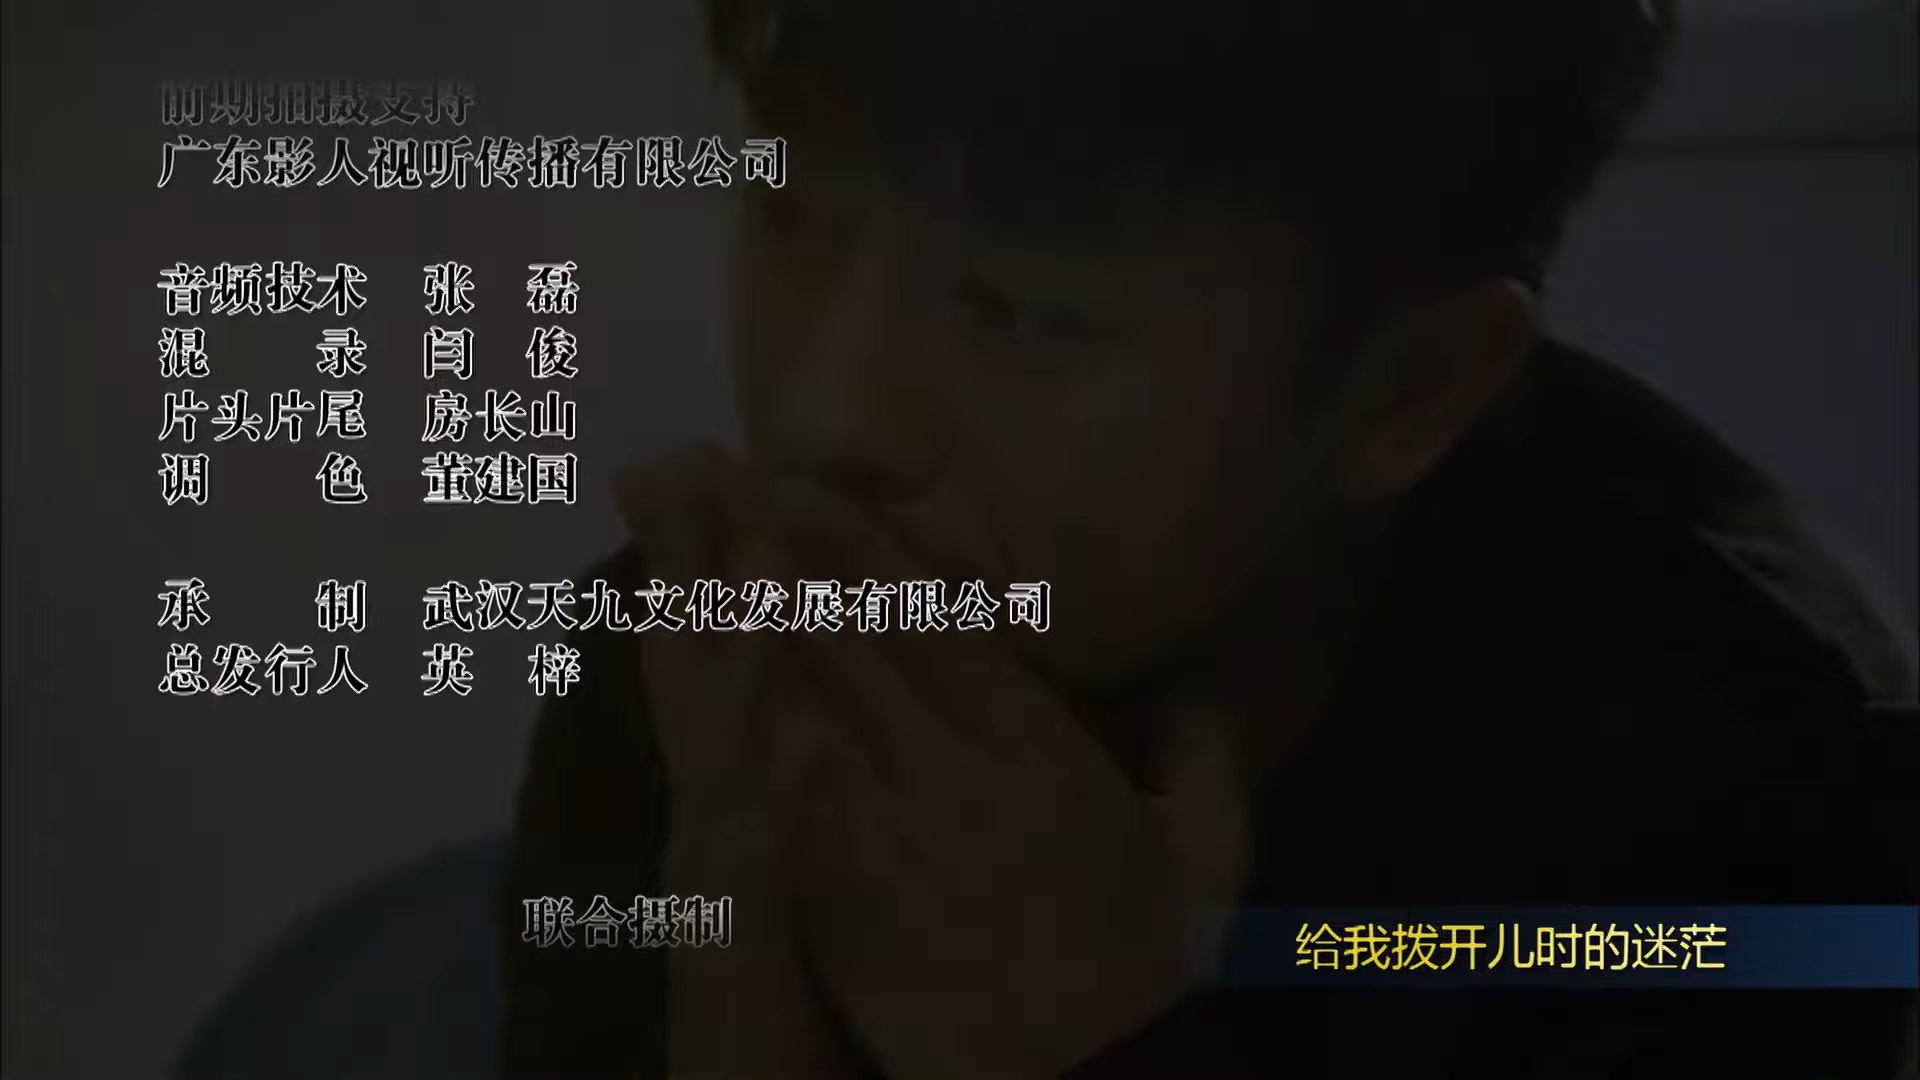 前期拍摄支持
广东影人视听传播有限公司
音频技术 张 磊
混 录 闫 俊
片头片尾 房长山
调 色 董建国
承 制 武汉天九文化发展有限公司
总发行人 英 梓
联合摄制
给我拨开儿时的迷茫